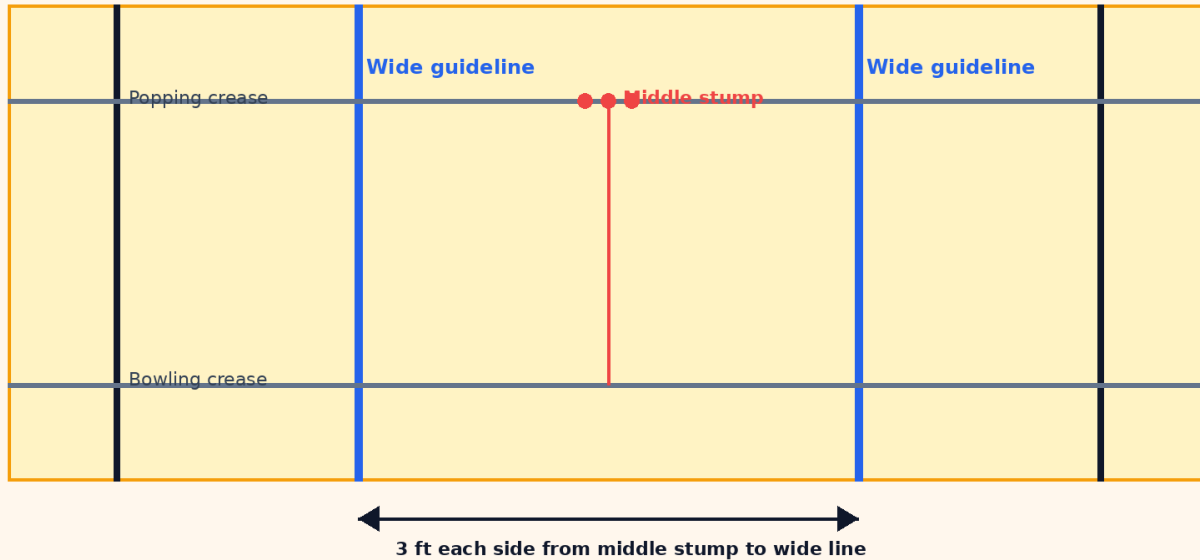 Wide guideline
Wide guideline
Popping crease
Middle stump
Bowling crease
3 ft each side from middle stump to wide line